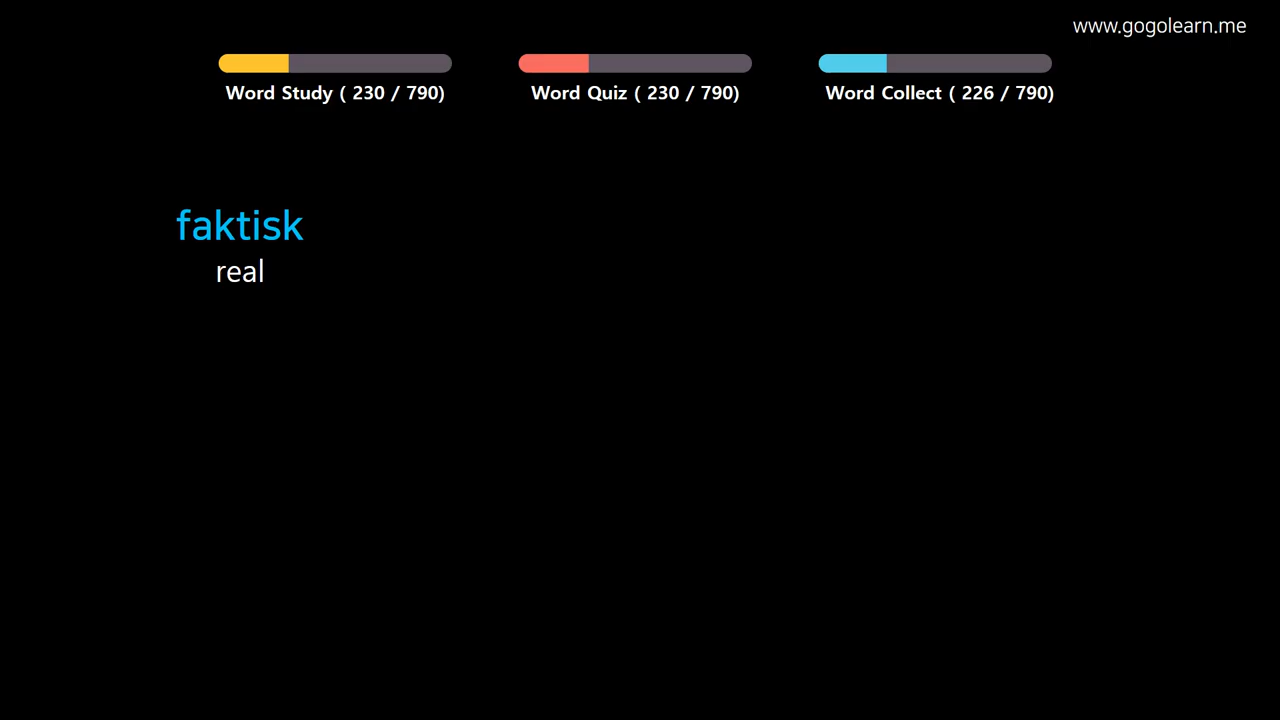 www.gogolearn.me
Word Study ( 230 / 790)
Word Quiz ( 230 / 790)
Word Collect ( 226 / 790)
faktisk
real